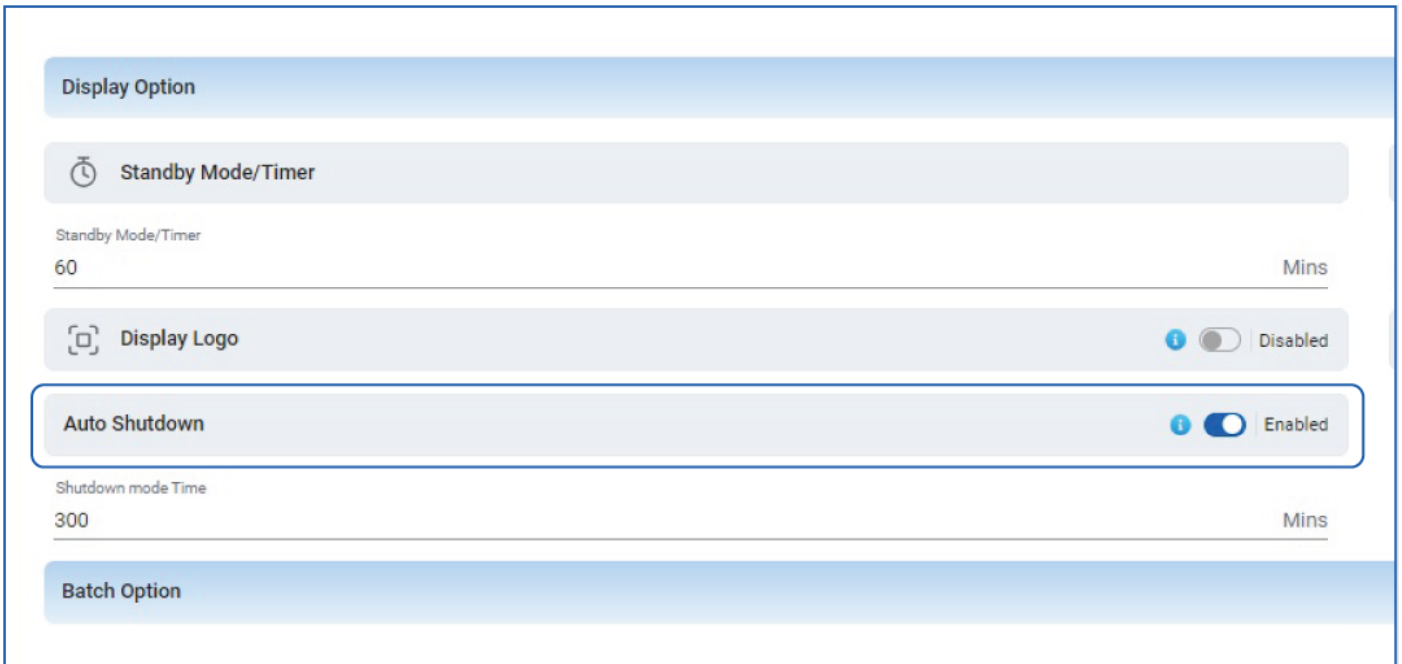 Display Option
Standby Mode/Timer
Standby Mode/Timer
60 Mins
Display Logo Disabled
Auto Shutdown Enabled
Shutdown mode Time
300 Mins
Batch Option